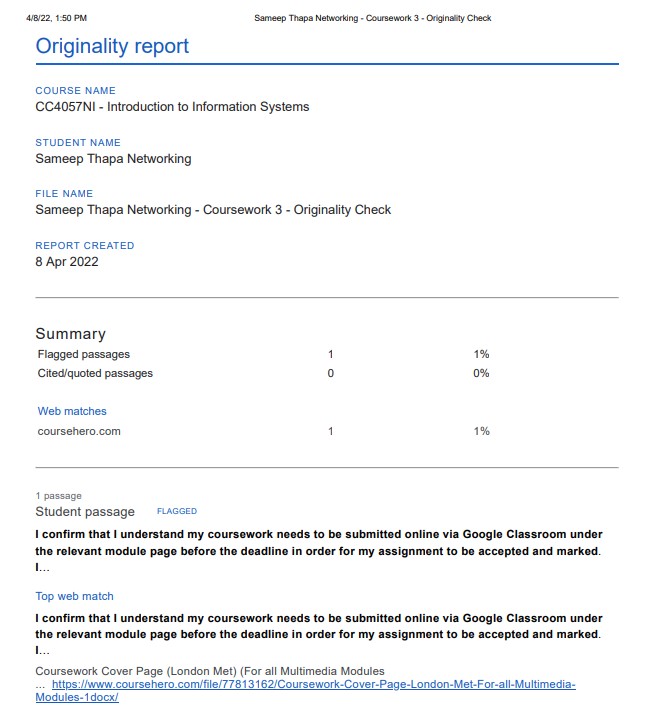 4/8/22, 1:50 PM Sameep Thapa Networking - Coursework 3 - Originality Check
Originality report
COURSE NAME
CC4057NI - Introduction to Information Systems
STUDENT NAME
Sameep Thapa Networking
FILE NAME
Sameep Thapa Networking - Coursework 3 - Originality Check
REPORT CREATED
8 Apr 2022
Summary
Flagged passages 1 1%
Cited/quoted passages 0 0%
Web matches
coursehero.com 1 1%
1 passage
Student passage FLAGGED
I confirm that I understand my coursework needs to be submitted online via Google Classroom under
the relevant module page before the deadline in order for my assignment to be accepted and marked.
I...
Top web match
I confirm that I understand my coursework needs to be submitted online via Google Classroom under
the relevant module page before the deadline in order for my assignment to be accepted and marked.
I...
Coursework Cover Page (London Met) (For all Multimedia Modules
... https://www.coursehero.com/file/77813162/Coursework-Cover-Page-London-Met-For-all-Multimedia-
Modules-1docx/